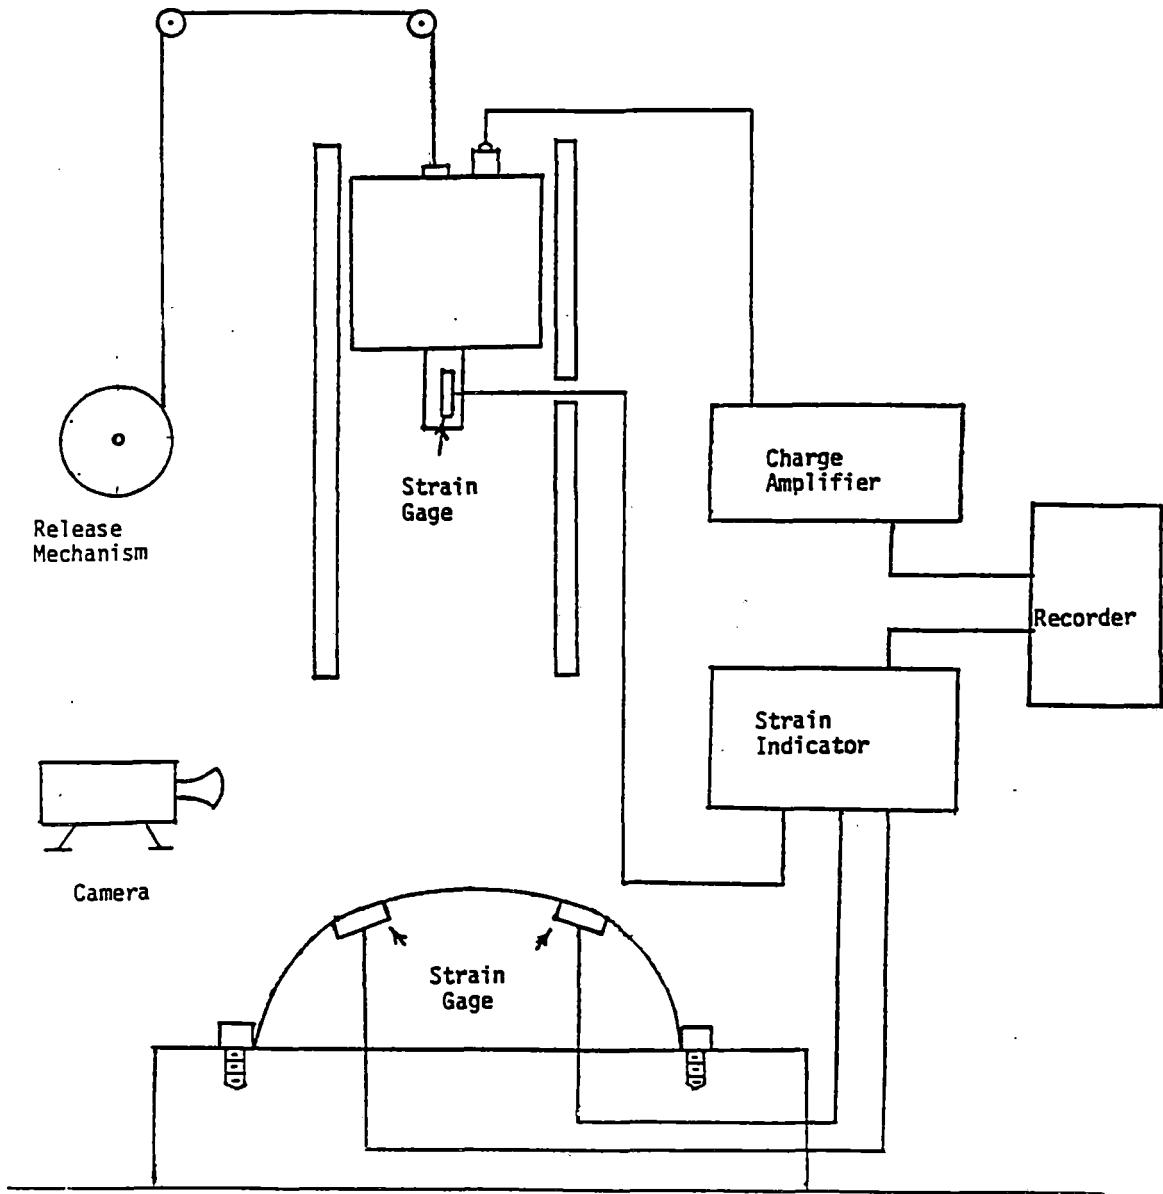 Strain
Gage
Charge
Amplifier
Release
Mechanism
Recorder
Strain
Indicator
Camera
Strain
Gage